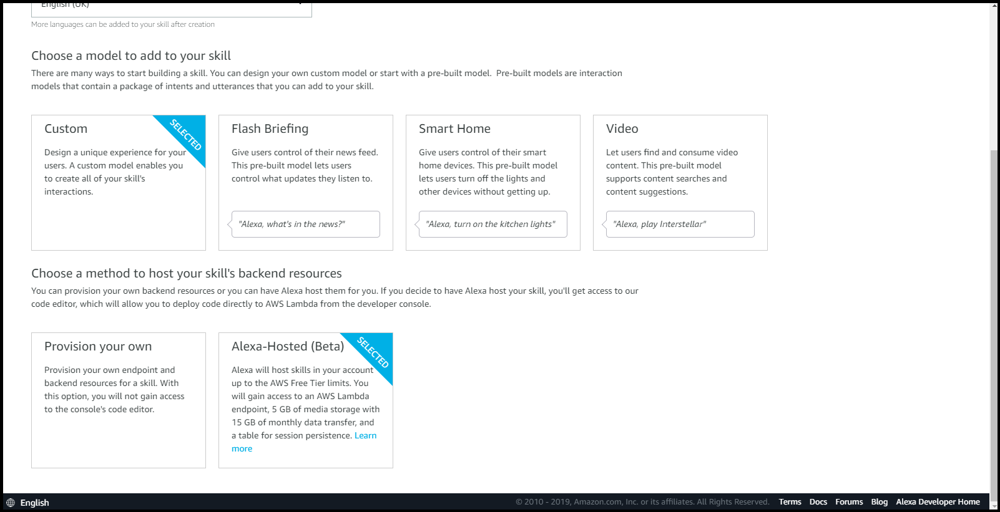 English (UK)
More languages can be added to your skill after creation
Choose a model to add to your skill
There are many ways to start building a skill. You can design your own custom model or start with a pre-built model.  Pre-built models are interaction
models that contain a package of intents and utterances that you can add to your skill.
Custom
SELECTED
Design a unique experience for your
users. A custom model enables you
to create all of your skill's
interactions.
Flash Briefing
Give users control of their news feed.
This pre-built model lets users
control what updates they listen to.
"Alexa, what's in the news?"
Smart Home
Give users control of their smart
home devices. This pre-built model
lets users turn off the lights and
other devices without getting up.
"Alexa, turn on the kitchen lights"
Video
Let users find and consume video
content. This pre-built model
supports content searches and
content suggestions.
"Alexa, play Interstellar"
Choose a method to host your skill's backend resources
You can provision your own backend resources or you can have Alexa host them for you. If you decide to have Alexa host your skill, you'll get access to our
code editor, which will allow you to deploy code directly to AWS Lambda from the developer console.
Provision your own
Provision your own endpoint and
backend resources for a skill. With
this option, you will not gain access
to the console's code editor.
Alexa-Hosted (Beta)
SELECTED
Alexa will host skills in your account
up to the AWS Free Tier limits. You
will gain access to an AWS Lambda
endpoint, 5 GB of media storage with
15 GB of monthly data transfer, and
a table for session persistence. Learn
more
English
© 2010 - 2019, Amazon.com, Inc. or its affiliates. All Rights Reserved. Terms Docs Forums Blog Alexa Developer Home